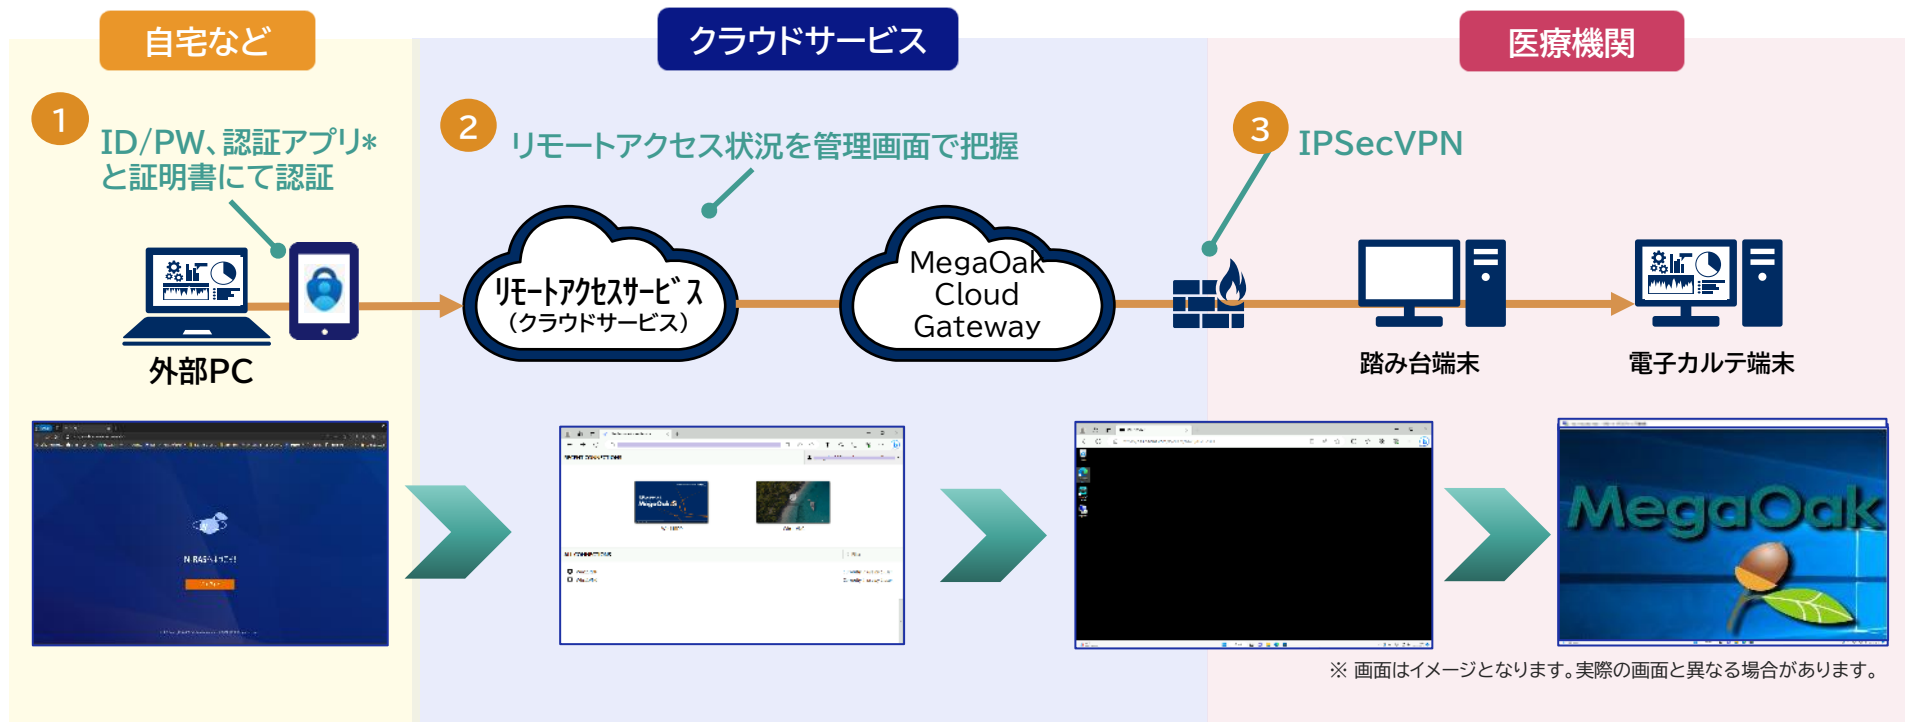 自宅など
クラウドサービス
医療機関
1
ID/PW、認証アプリ*
と証明書にて認証
2
リモートアクセス状況を管理画面で把握
3
IPSecVPN
リモートアクセスサービス
(クラウドサービス)
MegaOak
Cloud
Gateway
外部PC
踏み台端末
電子カルテ端末
RECENT CONNECTIONS
MegaOak
ALL CONNECTIONS
MegaOak
※ 画面はイメージとなります。実際の画面と異なる場合があります。